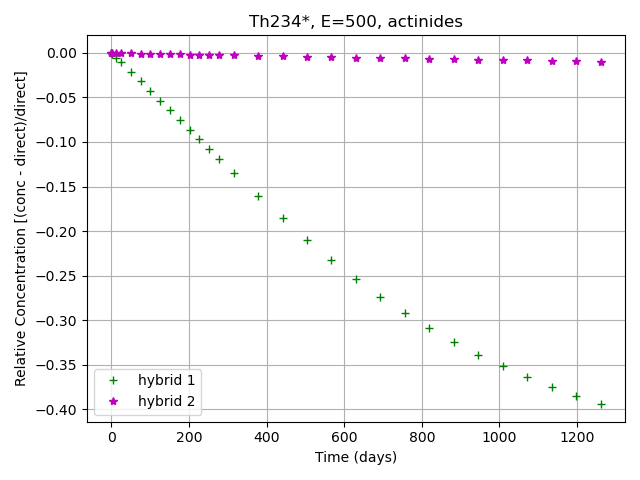 Th234*, E=500, actinides
Relative Concentration [(conc - direct)/direct]
0.00
−0.05
−0.10
−0.15
−0.20
−0.25
−0.30
−0.35
−0.40
hybrid 1
hybrid 2
0 200 400 600 800 1000 1200
Time (days)